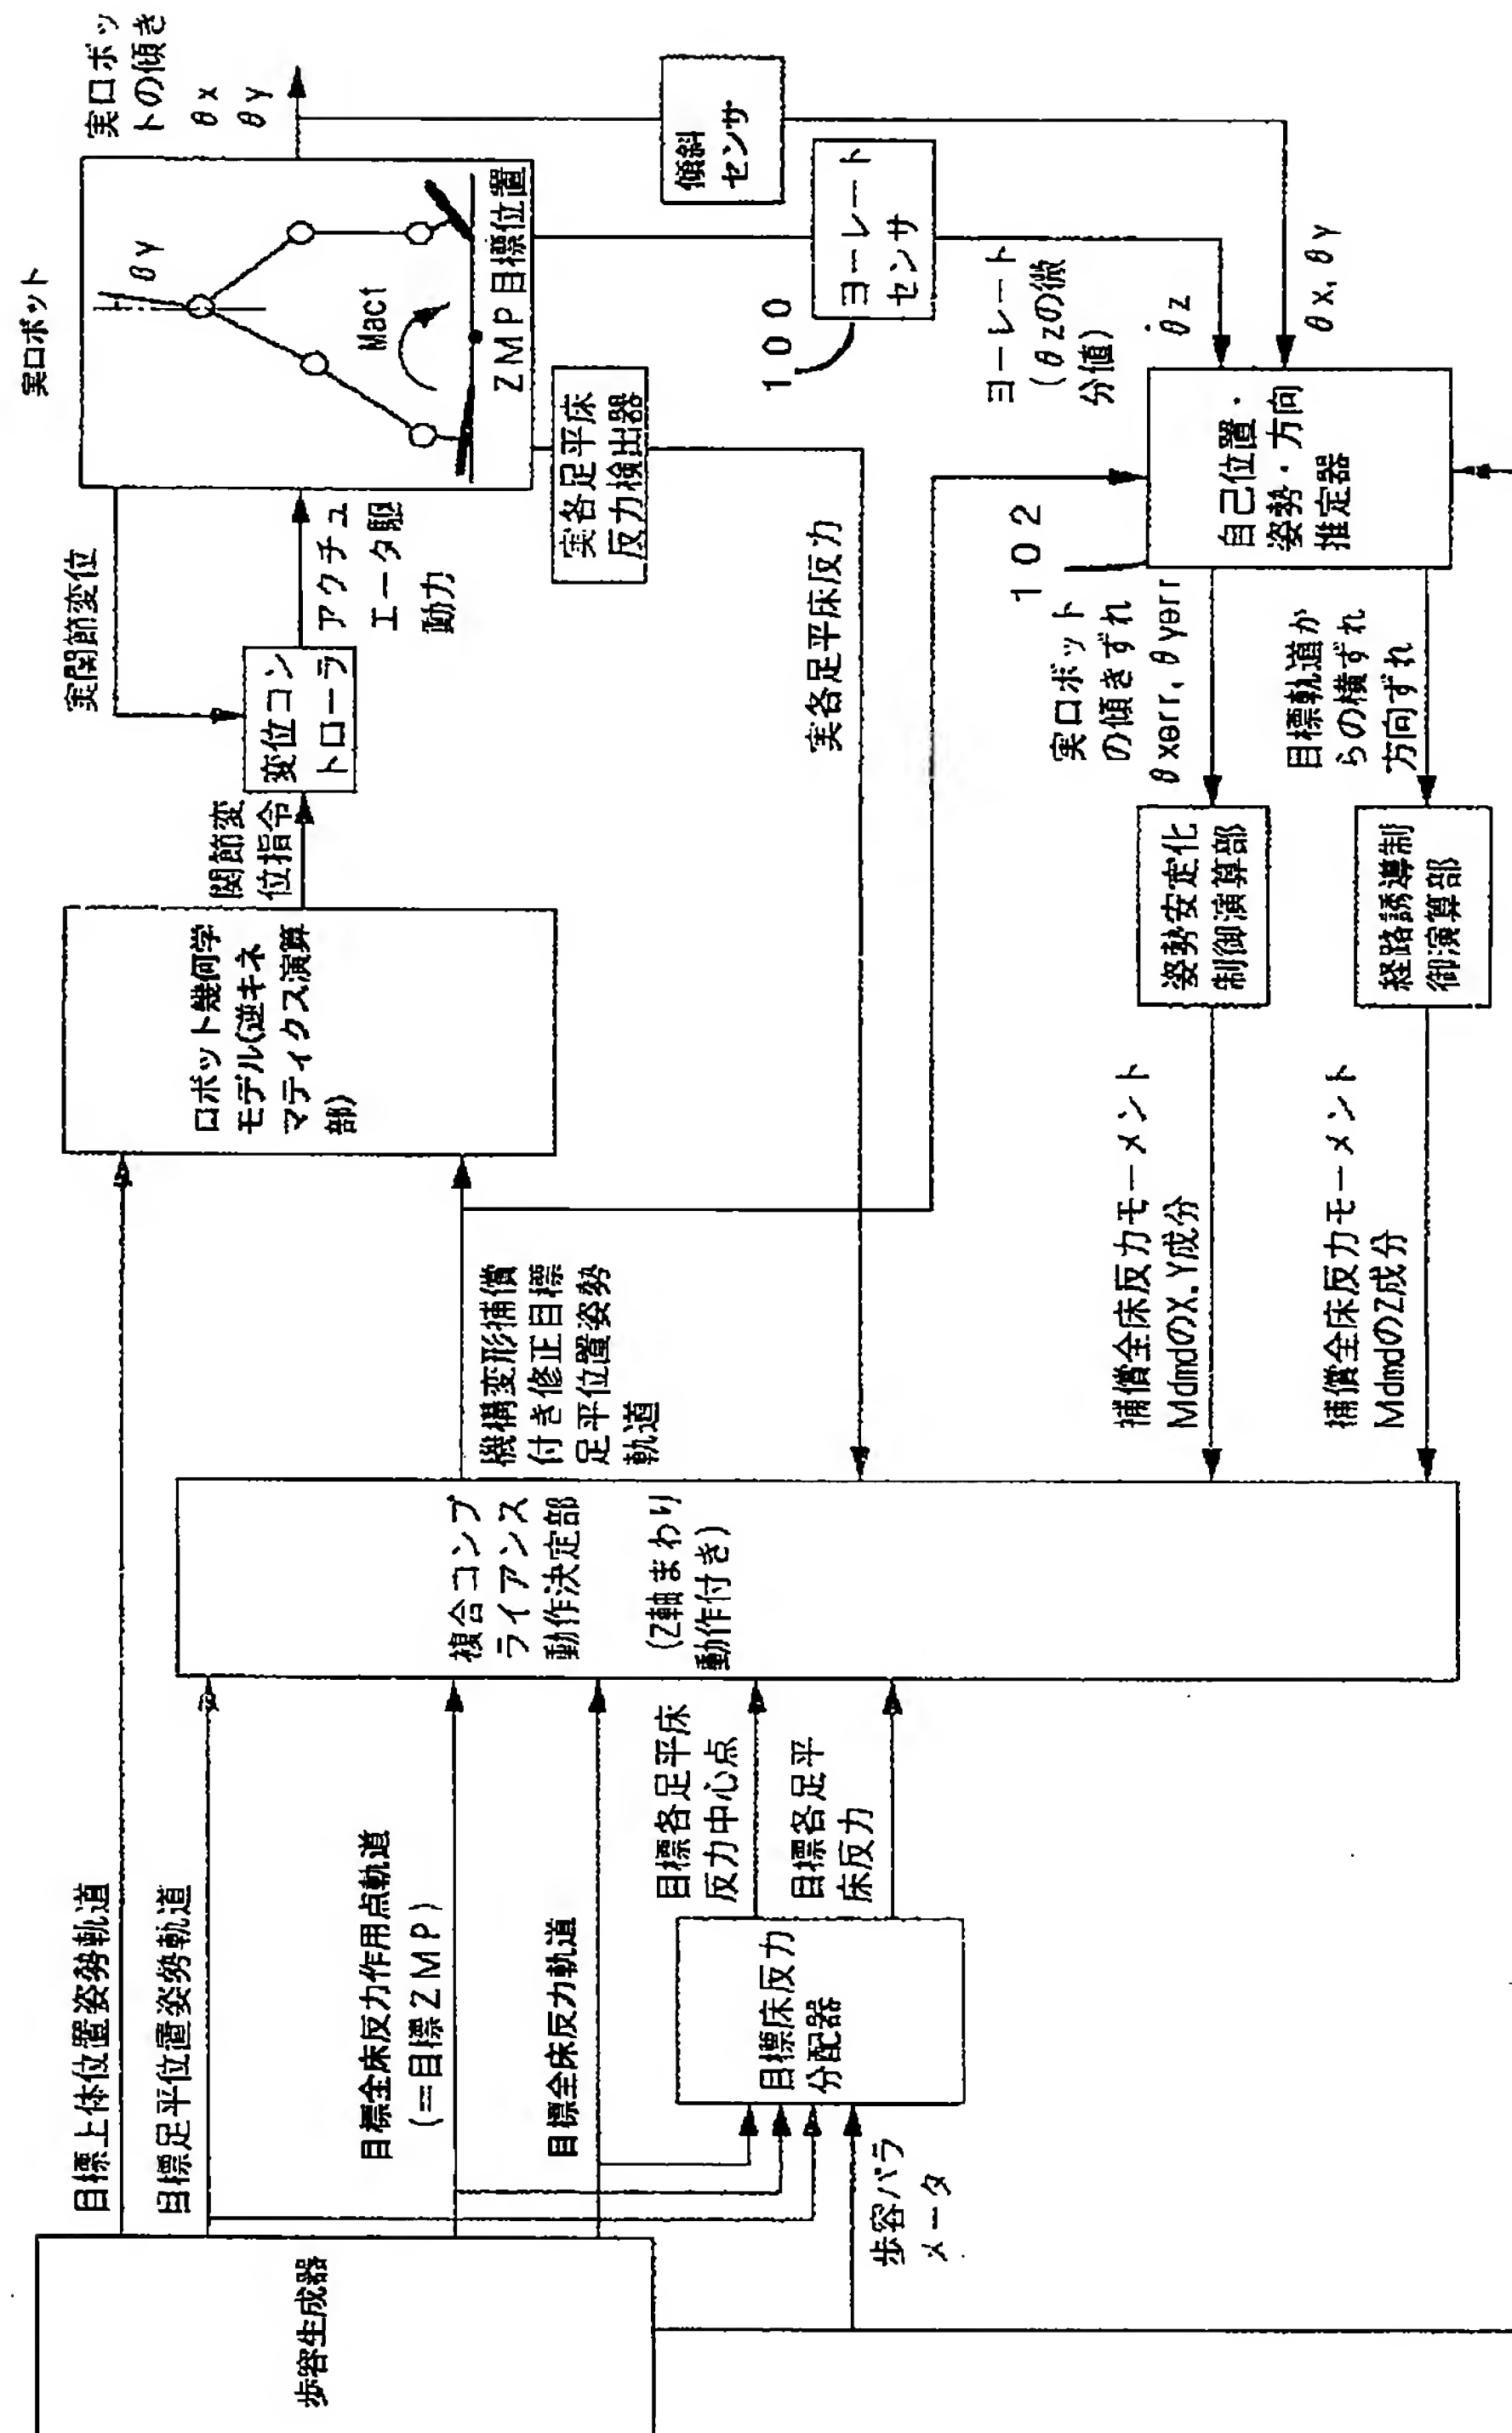 歩容生成器
目標上体位置姿勢軌道
目標足平位置姿勢軌道
目標全床反力作用点軌道
(=目標ZMP)
目標全床反力軌道
歩容パラ
メータ
目標床反力
分配器
目標各足平床
反力中心点
目標各足平
床反力
複合コンプ
ライアンス
動作決定部
(Z軸まわり
動作付き)
機構変形補償
付き修正目標
足平位置姿勢
軌道
ロボット幾何学
モデル(逆キネ
マティクス演算
部)
関節変
位指令
変位コン
トローラ
実関節変位
アクチュ
エータ駆
動力
実ロボット
θy
Mact
ZMP目標位置
実ロボッ
トの傾き
θx
θy
実各足平床
反力検出器
実各足平床反力
傾斜
センサ
100
ヨーレート
センサ
ヨーレート
(θzの微
分値)
θ̇z
θx, θy
102
自己位置・
姿勢・方向
推定器
実ロボット
の傾きずれ
θxerr, θyerr
目標軌道か
らの横ずれ
方向ずれ
姿勢安定化
制御演算部
経路誘導制
御演算部
補償全床反力モーメント
MdmdのX,Y成分
補償全床反力モーメント
MdmdのZ成分